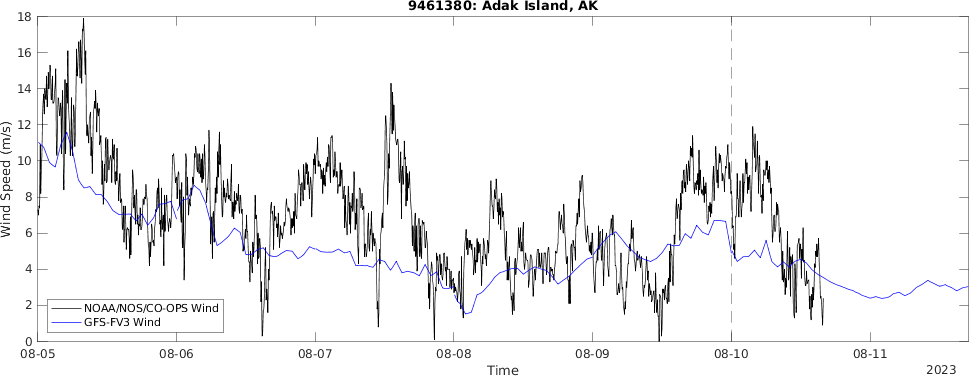 9461380: Adak Island, AK
Wind Speed (m/s)
18
16
14
12
10
8
6
4
2
0
NOAA/NOS/CO-OPS Wind
GFS-FV3 Wind
08-05 08-06 08-07 08-08 08-09 08-10 08-11
Time
2023